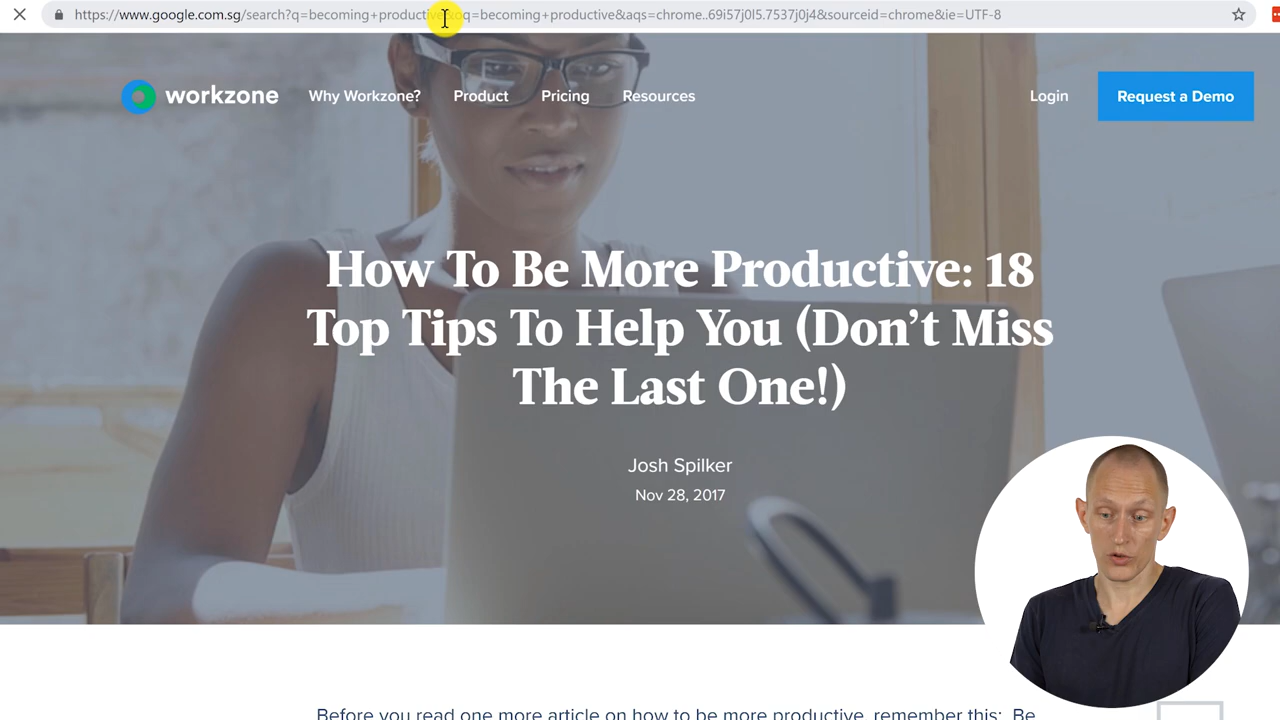 https://www.google.com.sg/search?q=becoming+productive&oq=becoming+productive&aqs=chrome..69i57j0l5.7537j0j4&sourceid=chrome&ie=UTF-8
workzone
Why Workzone? Product Pricing Resources Login Request a Demo
How To Be More Productive: 18
Top Tips To Help You (Don’t Miss
The Last One!)
Josh Spilker
Nov 28, 2017
Before you read one more article on how to be more productive, remember this: Be